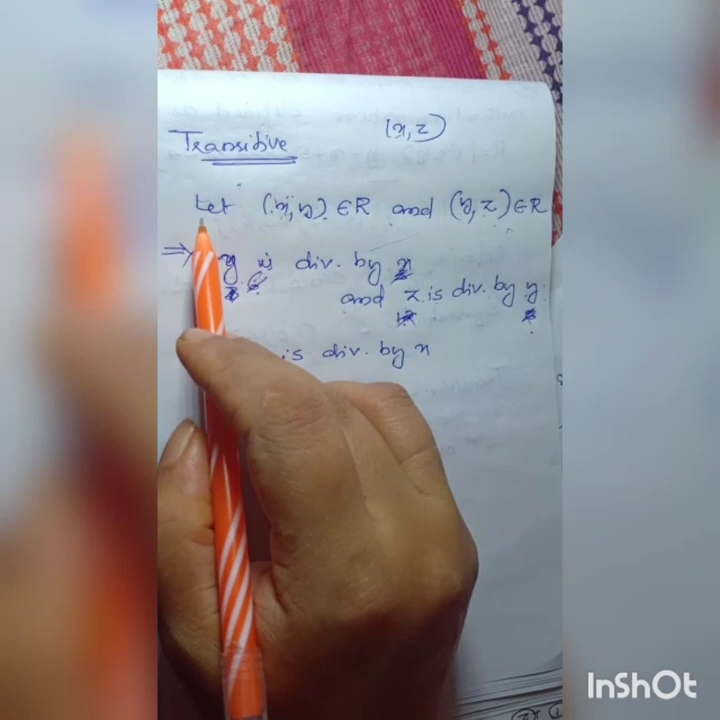 Transitive (x, z)
Let (x, y) ∈ R and (y, z) ∈ R
⇒ y is div. by x
and z is div. by y
is div. by x
InShOt